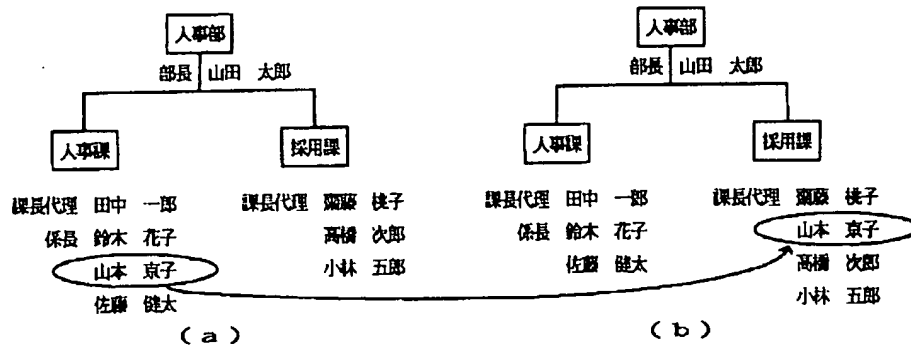 人事部
部長 山田 太郎
人事課
採用課
課長代理 田中 一郎
係長 鈴木 花子
山本 京子
佐藤 健太
課長代理 齋藤 桃子
高橋 次郎
小林 五郎
(a)
人事部
部長 山田 太郎
人事課
採用課
課長代理 田中 一郎
係長 鈴木 花子
佐藤 健太
課長代理 齋藤 桃子
山本 京子
高橋 次郎
小林 五郎
(b)